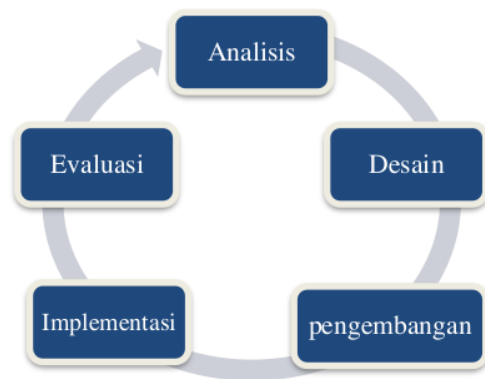 Analisis
Desain
pengembangan
Implementasi
Evaluasi